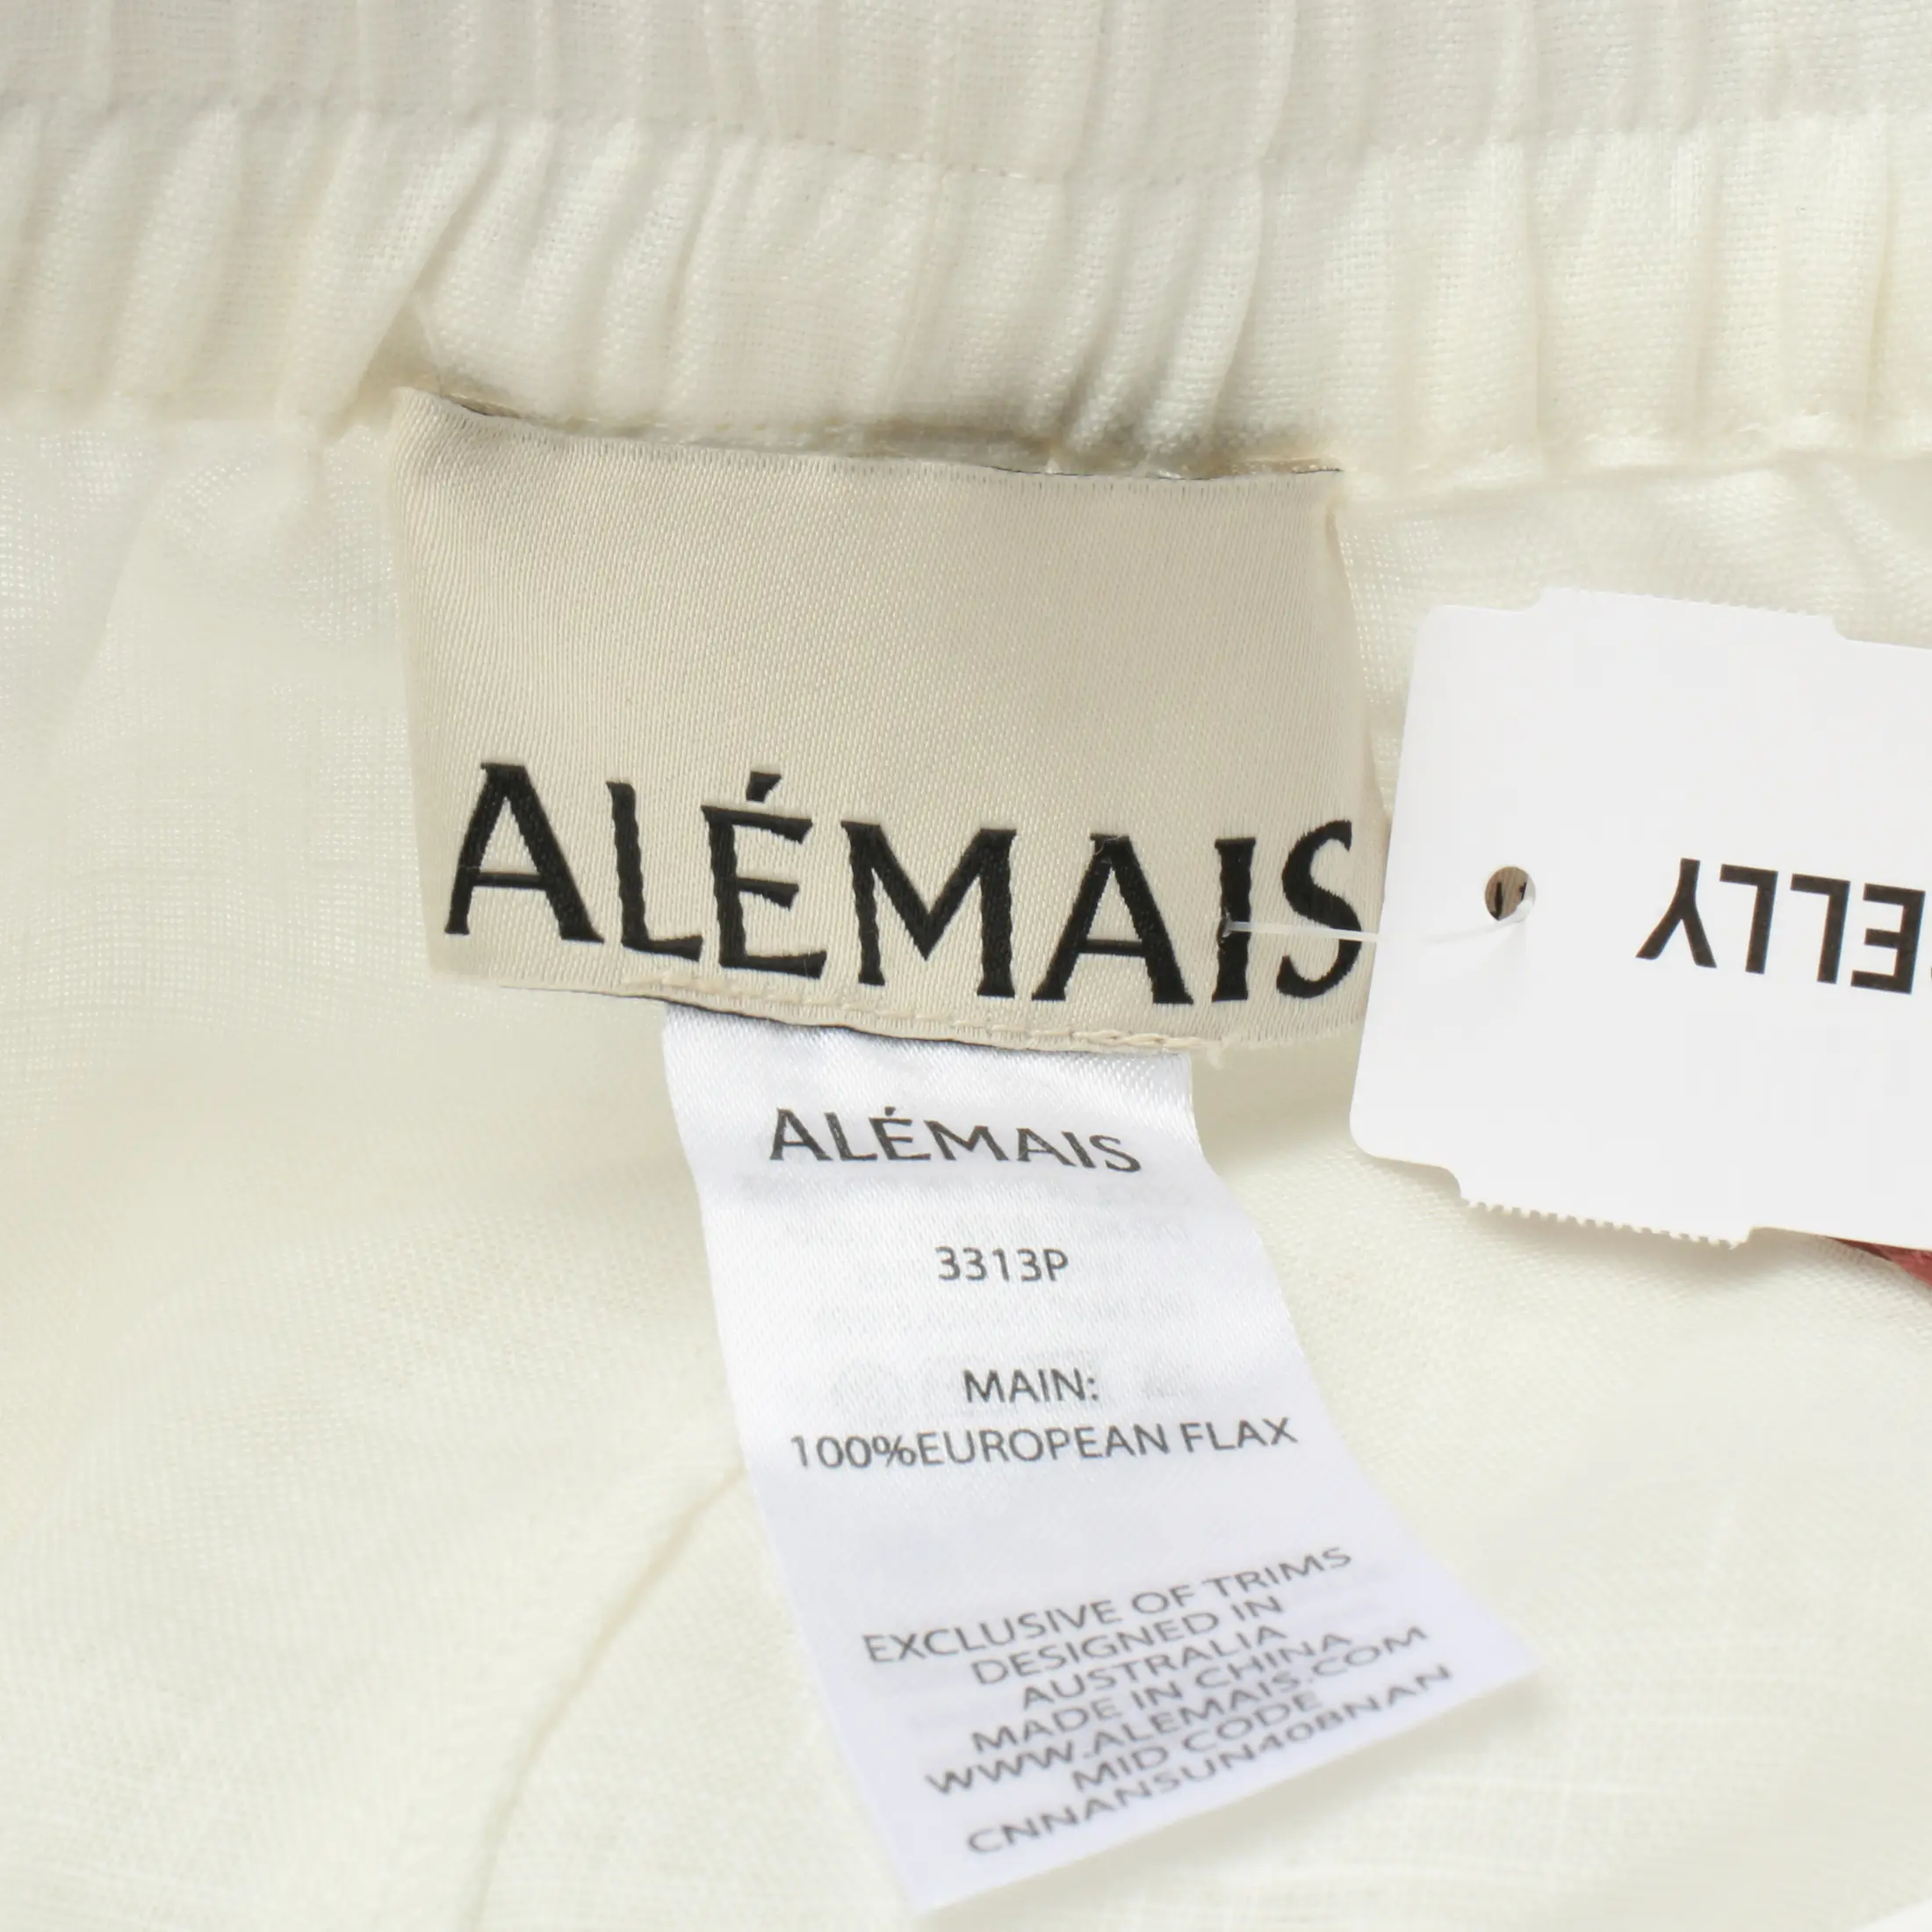 ALÉMAIS
ELLY
ALÉMAIS
3313P
MAIN:
100%EUROPEAN FLAX
EXCLUSIVE OF TRIMS
DESIGNED IN
AUSTRALIA
MADE IN CHINA
WWW.ALEMAIS.COM
MID CODE
CNNANSUN408NAN